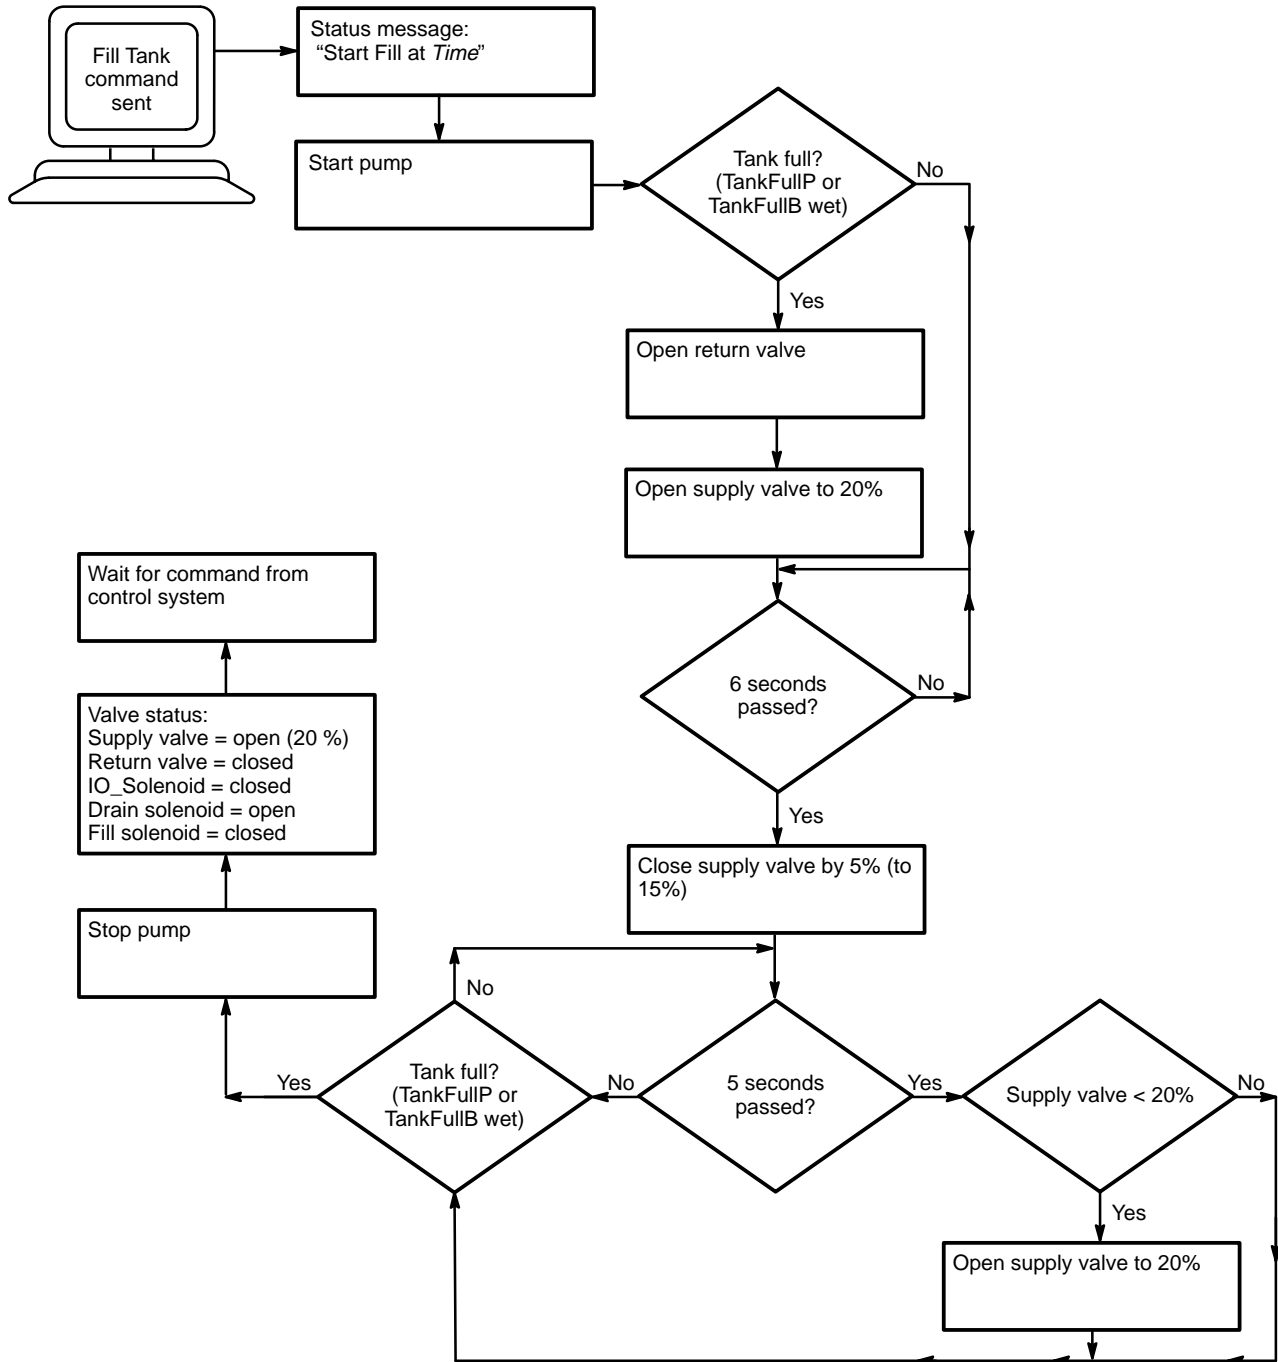 Fill Tank
command
sent
Status message:
“Start Fill at Time”
Start pump
Tank full?
(TankFullP or
TankFullB wet)
No
Yes
Open return valve
Open supply valve to 20%
6 seconds
passed?
No
Yes
Close supply valve by 5% (to
15%)
5 seconds
passed?
Yes
Supply valve < 20%
No
Yes
Open supply valve to 20%
No
Tank full?
(TankFullP or
TankFullB wet)
No
Yes
Stop pump
Valve status:
Supply valve = open (20 %)
Return valve = closed
IO_Solenoid = closed
Drain solenoid = open
Fill solenoid = closed
Wait for command from
control system